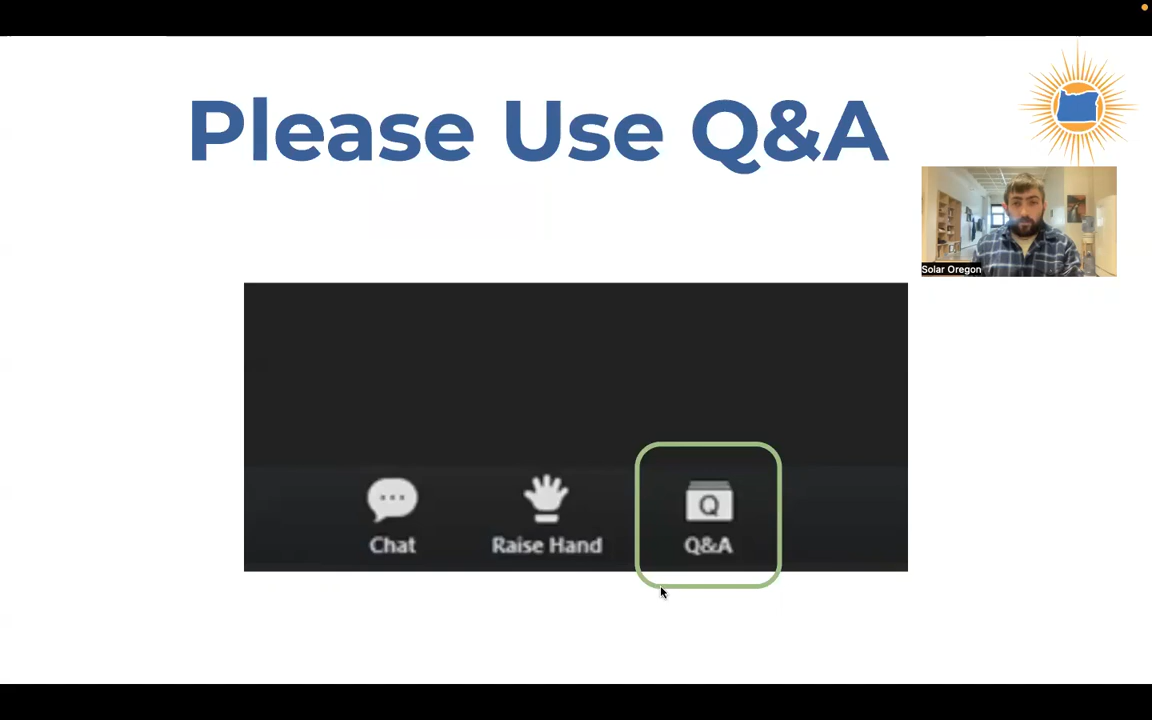 Please Use Q&A
Solar Oregon
Q
Chat
Raise Hand
Q&A